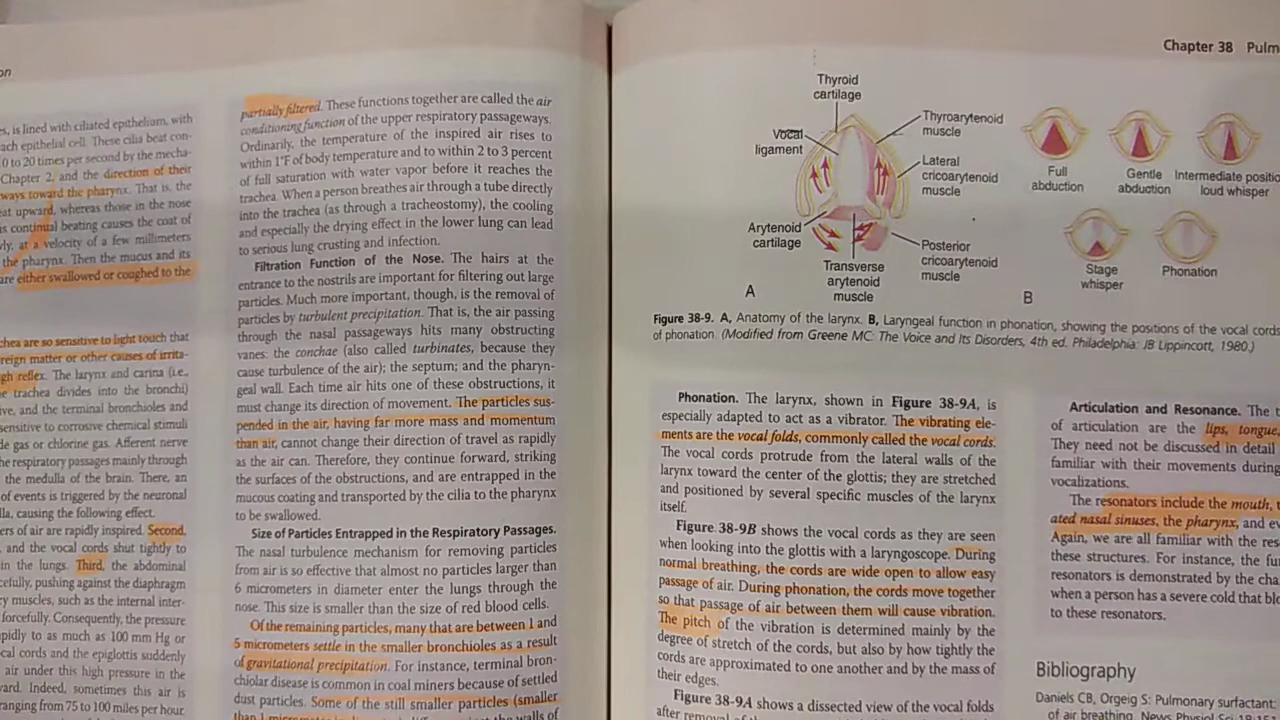 on
es, is lined with ciliated epithelium, with
ach epithelial cell. These cilia beat con-
0 to 20 times per second by the mecha-
Chapter 2, and the direction of their
ways toward the pharynx. That is, the
eat upward, whereas those in the nose
is continual beating causes the coat of
ly, at a velocity of a few millimeters
the pharynx. Then the mucus and its
are either swallowed or coughed to the
chea are so sensitive to light touch that
reign matter or other causes of irrita-
gh reflex. The larynx and carina (i.e.,
e trachea divides into the bronchi)
ive, and the terminal bronchioles and
sensitive to corrosive chemical stimuli
de gas or chlorine gas. Afferent nerve
he respiratory passages mainly through
the medulla of the brain. There, an
of events is triggered by the neuronal
lla, causing the following effect.
ers of air are rapidly inspired. Second,
and the vocal cords shut tightly to
in the lungs. Third, the abdominal
cefully, pushing against the diaphragm
ry muscles, such as the internal inter-
forcefully. Consequently, the pressure
pidly to as much as 100 mm Hg or
cal cords and the epiglottis suddenly
air under this high pressure in the
ward. Indeed, sometimes this air is
ranging from 75 to 100 miles per hour.
partially filtered. These functions together are called the air
conditioning function of the upper respiratory passageways.
Ordinarily, the temperature of the inspired air rises to
within 1°F of body temperature and to within 2 to 3 percent
of full saturation with water vapor before it reaches the
trachea. When a person breathes air through a tube directly
into the trachea (as through a tracheostomy), the cooling
and especially the drying effect in the lower lung can lead
to serious lung crusting and infection.
Filtration Function of the Nose. The hairs at the
entrance to the nostrils are important for filtering out large
particles. Much more important, though, is the removal of
particles by turbulent precipitation. That is, the air passing
through the nasal passageways hits many obstructing
vanes: the conchae (also called turbinates, because they
cause turbulence of the air); the septum; and the pharyn-
geal wall. Each time air hits one of these obstructions, it
must change its direction of movement. The particles sus-
pended in the air, having far more mass and momentum
than air, cannot change their direction of travel as rapidly
as the air can. Therefore, they continue forward, striking
the surfaces of the obstructions, and are entrapped in the
mucous coating and transported by the cilia to the pharynx
to be swallowed.
Size of Particles Entrapped in the Respiratory Passages.
The nasal turbulence mechanism for removing particles
from air is so effective that almost no particles larger than
6 micrometers in diameter enter the lungs through the
nose. This size is smaller than the size of red blood cells.
Of the remaining particles, many that are between 1 and
5 micrometers settle in the smaller bronchioles as a result
of gravitational precipitation. For instance, terminal bron-
chiolar disease is common in coal miners because of settled
dust particles. Some of the still smaller particles (smaller
the walls of
Chapter 38 Pulm
Thyroid
cartilage
Vocal
ligament
Thyroarytenoid
muscle
Lateral
cricoarytenoid
muscle
Arytenoid
cartilage
Transverse
arytenoid
muscle
Posterior
cricoarytenoid
muscle
A
Full
abduction
Gentle
abduction
Intermediate positio
loud whisper
Stage
whisper
Phonation
B
Figure 38-9. A, Anatomy of the larynx. B, Laryngeal function in phonation, showing the positions of the vocal cords
of phonation. (Modified from Greene MC: The Voice and Its Disorders, 4th ed. Philadelphia: JB Lippincott, 1980.)
Phonation. The larynx, shown in Figure 38-9A, is
especially adapted to act as a vibrator. The vibrating ele-
ments are the vocal folds, commonly called the vocal cords.
The vocal cords protrude from the lateral walls of the
larynx toward the center of the glottis; they are stretched
and positioned by several specific muscles of the larynx
itself.
Figure 38-9B shows the vocal cords as they are seen
when looking into the glottis with a laryngoscope. During
normal breathing, the cords are wide open to allow easy
passage of air. During phonation, the cords move together
so that passage of air between them will cause vibration.
The pitch of the vibration is determined mainly by the
degree of stretch of the cords, but also by how tightly the
cords are approximated to one another and by the mass of
their edges.
Figure 38-9A shows a dissected view of the vocal folds
after removal of
Articulation and Resonance. The t
of articulation are the lips, tongue,
They need not be discussed in detail
familiar with their movements during
vocalizations.
The resonators include the mouth,
ated nasal sinuses, the pharynx, and ev
Again, we are all familiar with the res
these structures. For instance, the fu
resonators is demonstrated by the cha
when a person has a severe cold that blo
to these resonators.
Bibliography
Daniels CB, Orgeig S: Pulmonary surfactant:
of air breathing. News Physiol Sci 18: